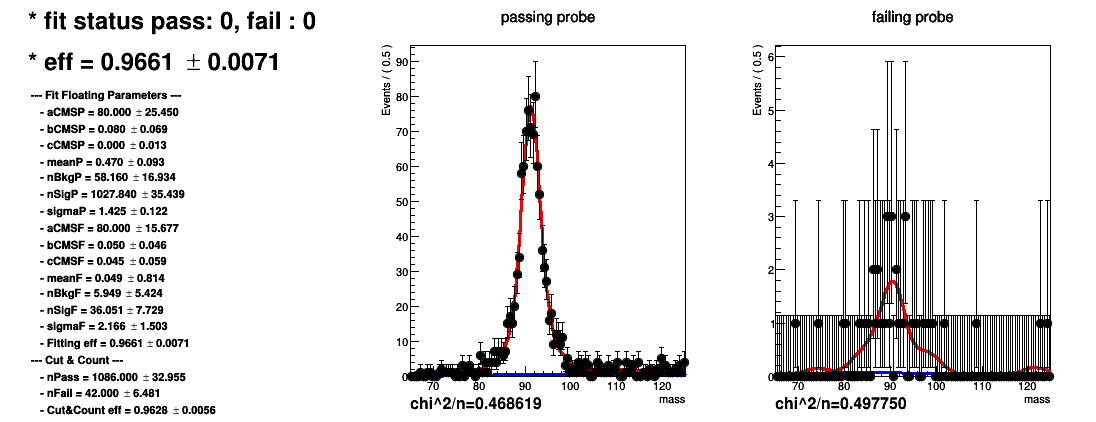 * fit status pass: 0, fail : 0
* eff = 0.9661 ± 0.0071
--- Fit Floating Parameters ---
- aCMSP = 80.000 ± 25.450
- bCMSP = 0.080 ± 0.069
- cCMSP = 0.000 ± 0.013
- meanP = 0.470 ± 0.093
- nBkgP = 58.160 ± 16.934
- nSigP = 1027.840 ± 35.439
- sigmaP = 1.425 ± 0.122
- aCMSF = 80.000 ± 15.677
- bCMSF = 0.050 ± 0.046
- cCMSF = 0.045 ± 0.059
- meanF = 0.049 ± 0.814
- nBkgF = 5.949 ± 5.424
- nSigF = 36.051 ± 7.729
- sigmaF = 2.166 ± 1.503
- Fitting eff = 0.9661 ± 0.0071
--- Cut & Count ---
- nPass = 1086.000 ± 32.955
- nFail = 42.000 ± 6.481
- Cut&Count eff = 0.9628 ± 0.0056
passing probe
Events / ( 0.5 )
90
80
70
60
50
40
30
20
10
0
70 80 90 100 110 120
mass
chi^2/n=0.468619
failing probe
Events / ( 0.5 )
6
5
4
3
2
1
0
70 80 90 100 110 120
mass
chi^2/n=0.497750